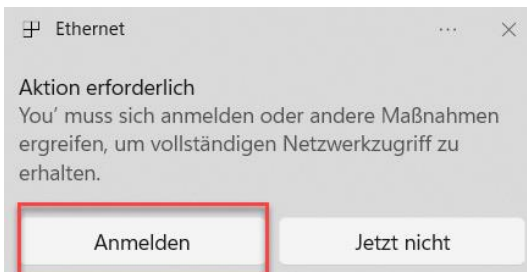 Ethernet
Aktion erforderlich
You’ muss sich anmelden oder andere Maßnahmen
ergreifen, um vollständigen Netzwerkzugriff zu
erhalten.
Anmelden
Jetzt nicht